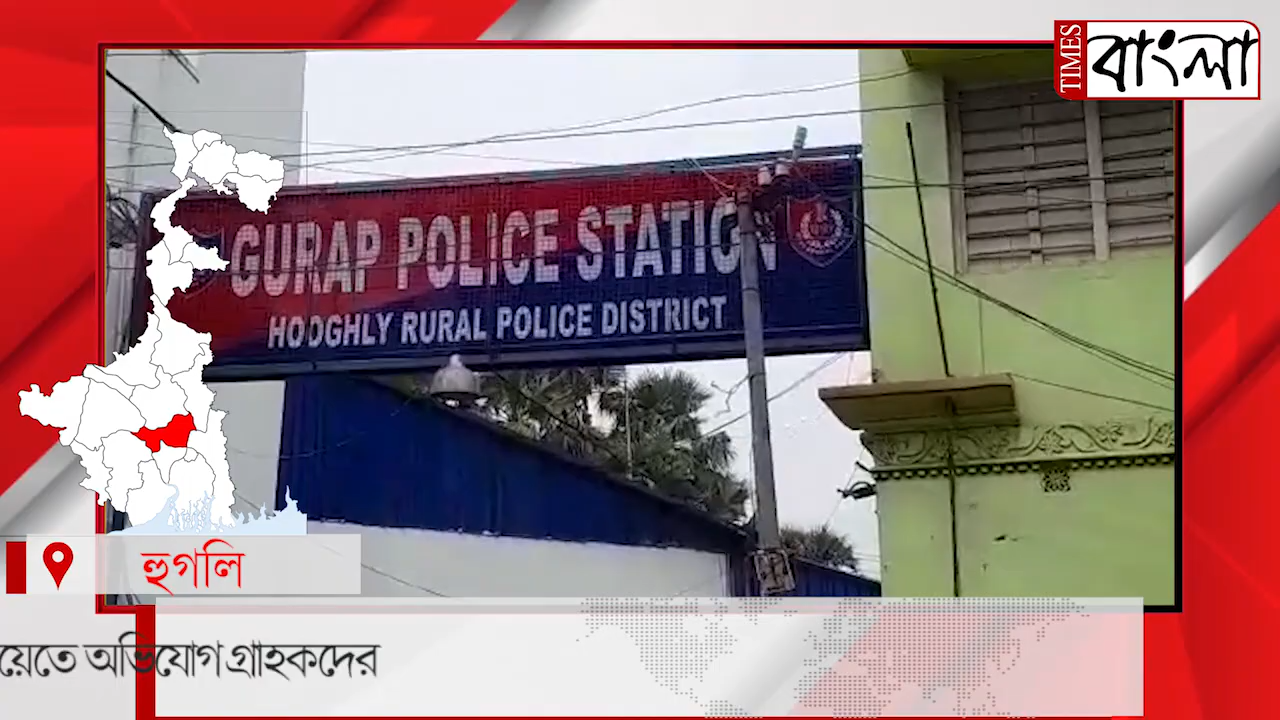 TIMES
বাংলা
GURAP POLICE STATION
HOOGHLY RURAL POLICE DISTRICT
হুগলি
য়েতে অভিযোগ গ্রাহকদের